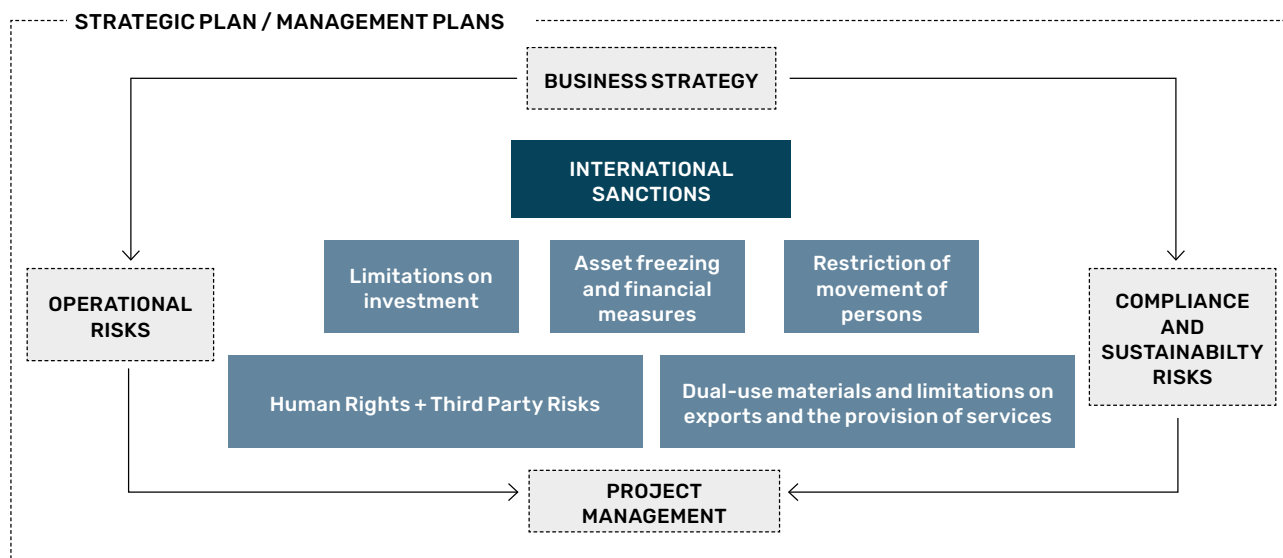 STRATEGIC PLAN / MANAGEMENT PLANS
BUSINESS STRATEGY
INTERNATIONAL
SANCTIONS
Limitations on
investment
Asset freezing
and financial
measures
Restriction of
movement of
persons
OPERATIONAL
RISKS
COMPLIANCE
AND
SUSTAINABILTY
RISKS
Human Rights + Third Party Risks
Dual-use materials and limitations on
exports and the provision of services
PROJECT
MANAGEMENT